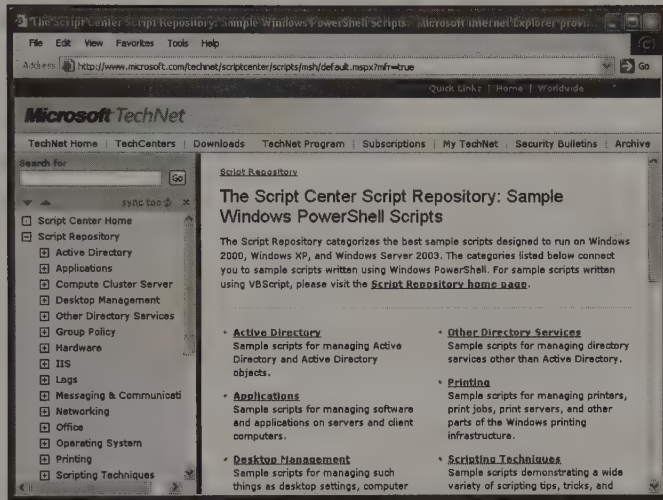 The Script Center Script Repository: Sample Windows PowerShell Scripts - Microsoft Internet Explorer provi...
File Edit View Favorites Tools Help
Address http://www.microsoft.com/technet/scriptcenter/scripts/msh/default.mspx?mfr=true Go
Quick Links | Home | Worldwide
Microsoft TechNet
TechNet Home | TechCenters | Downloads TechNet Program | Subscriptions | My TechNet | Security Bulletins | Archive
Search for
Go
sync toc
Script Center Home
Script Repository
Active Directory
Applications
Compute Cluster Server
Desktop Management
Other Directory Services
Group Policy
Hardware
IIS
Logs
Messaging & Communicati
Networking
Office
Operating System
Printing
Scripting Techniques
Script Repository
The Script Center Script Repository: Sample
Windows PowerShell Scripts
The Script Repository categorizes the best sample scripts designed to run on Windows
2000, Windows XP, and Windows Server 2003. The categories listed below connect
you to sample scripts written using Windows PowerShell. For sample scripts written
using VBScript, please visit the Script Repository home page.
• Active Directory
Sample scripts for managing Active
Directory and Active Directory
objects.
• Applications
Sample scripts for managing software
and applications on servers and client
computers.
• Desktop Management
Sample scripts for managing such
things as desktop settings, computer
• Other Directory Services
Sample scripts for managing directory
services other than Active Directory.
• Printing
Sample scripts for managing printers,
print jobs, print servers, and other
parts of the Windows printing
infrastructure.
• Scripting Techniques
Sample scripts demonstrating a wide
variety of scripting tips, tricks, and